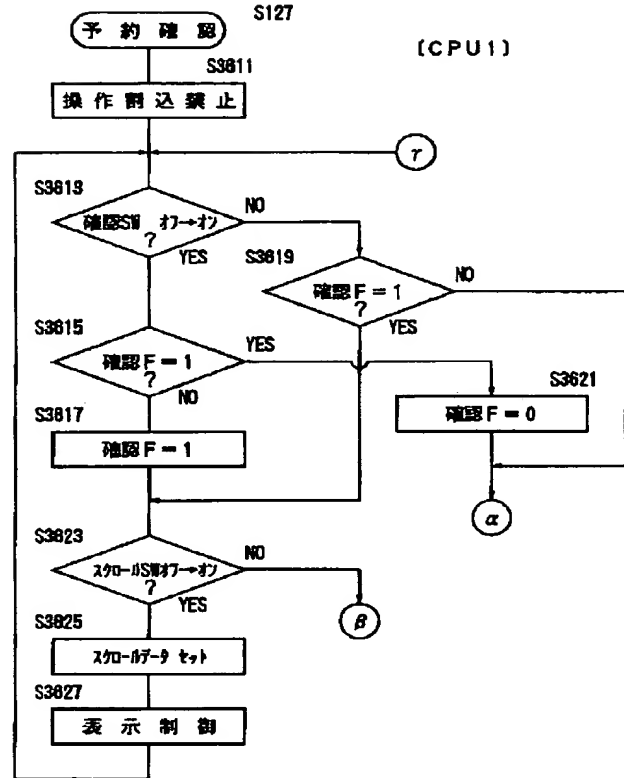 S127
予約確認
〔CPU1〕
S3611
操作割込禁止
γ
S3613
確認SW オフ→オン
?
NO
YES
S3619
確認F=1
?
NO
YES
S3615
確認F=1
?
YES
NO
S3621
確認F=0
S3617
確認F=1
α
S3623
スクロールSWオフ→オン
?
NO
YES
β
S3625
スクロールデータ セット
S3627
表示制御